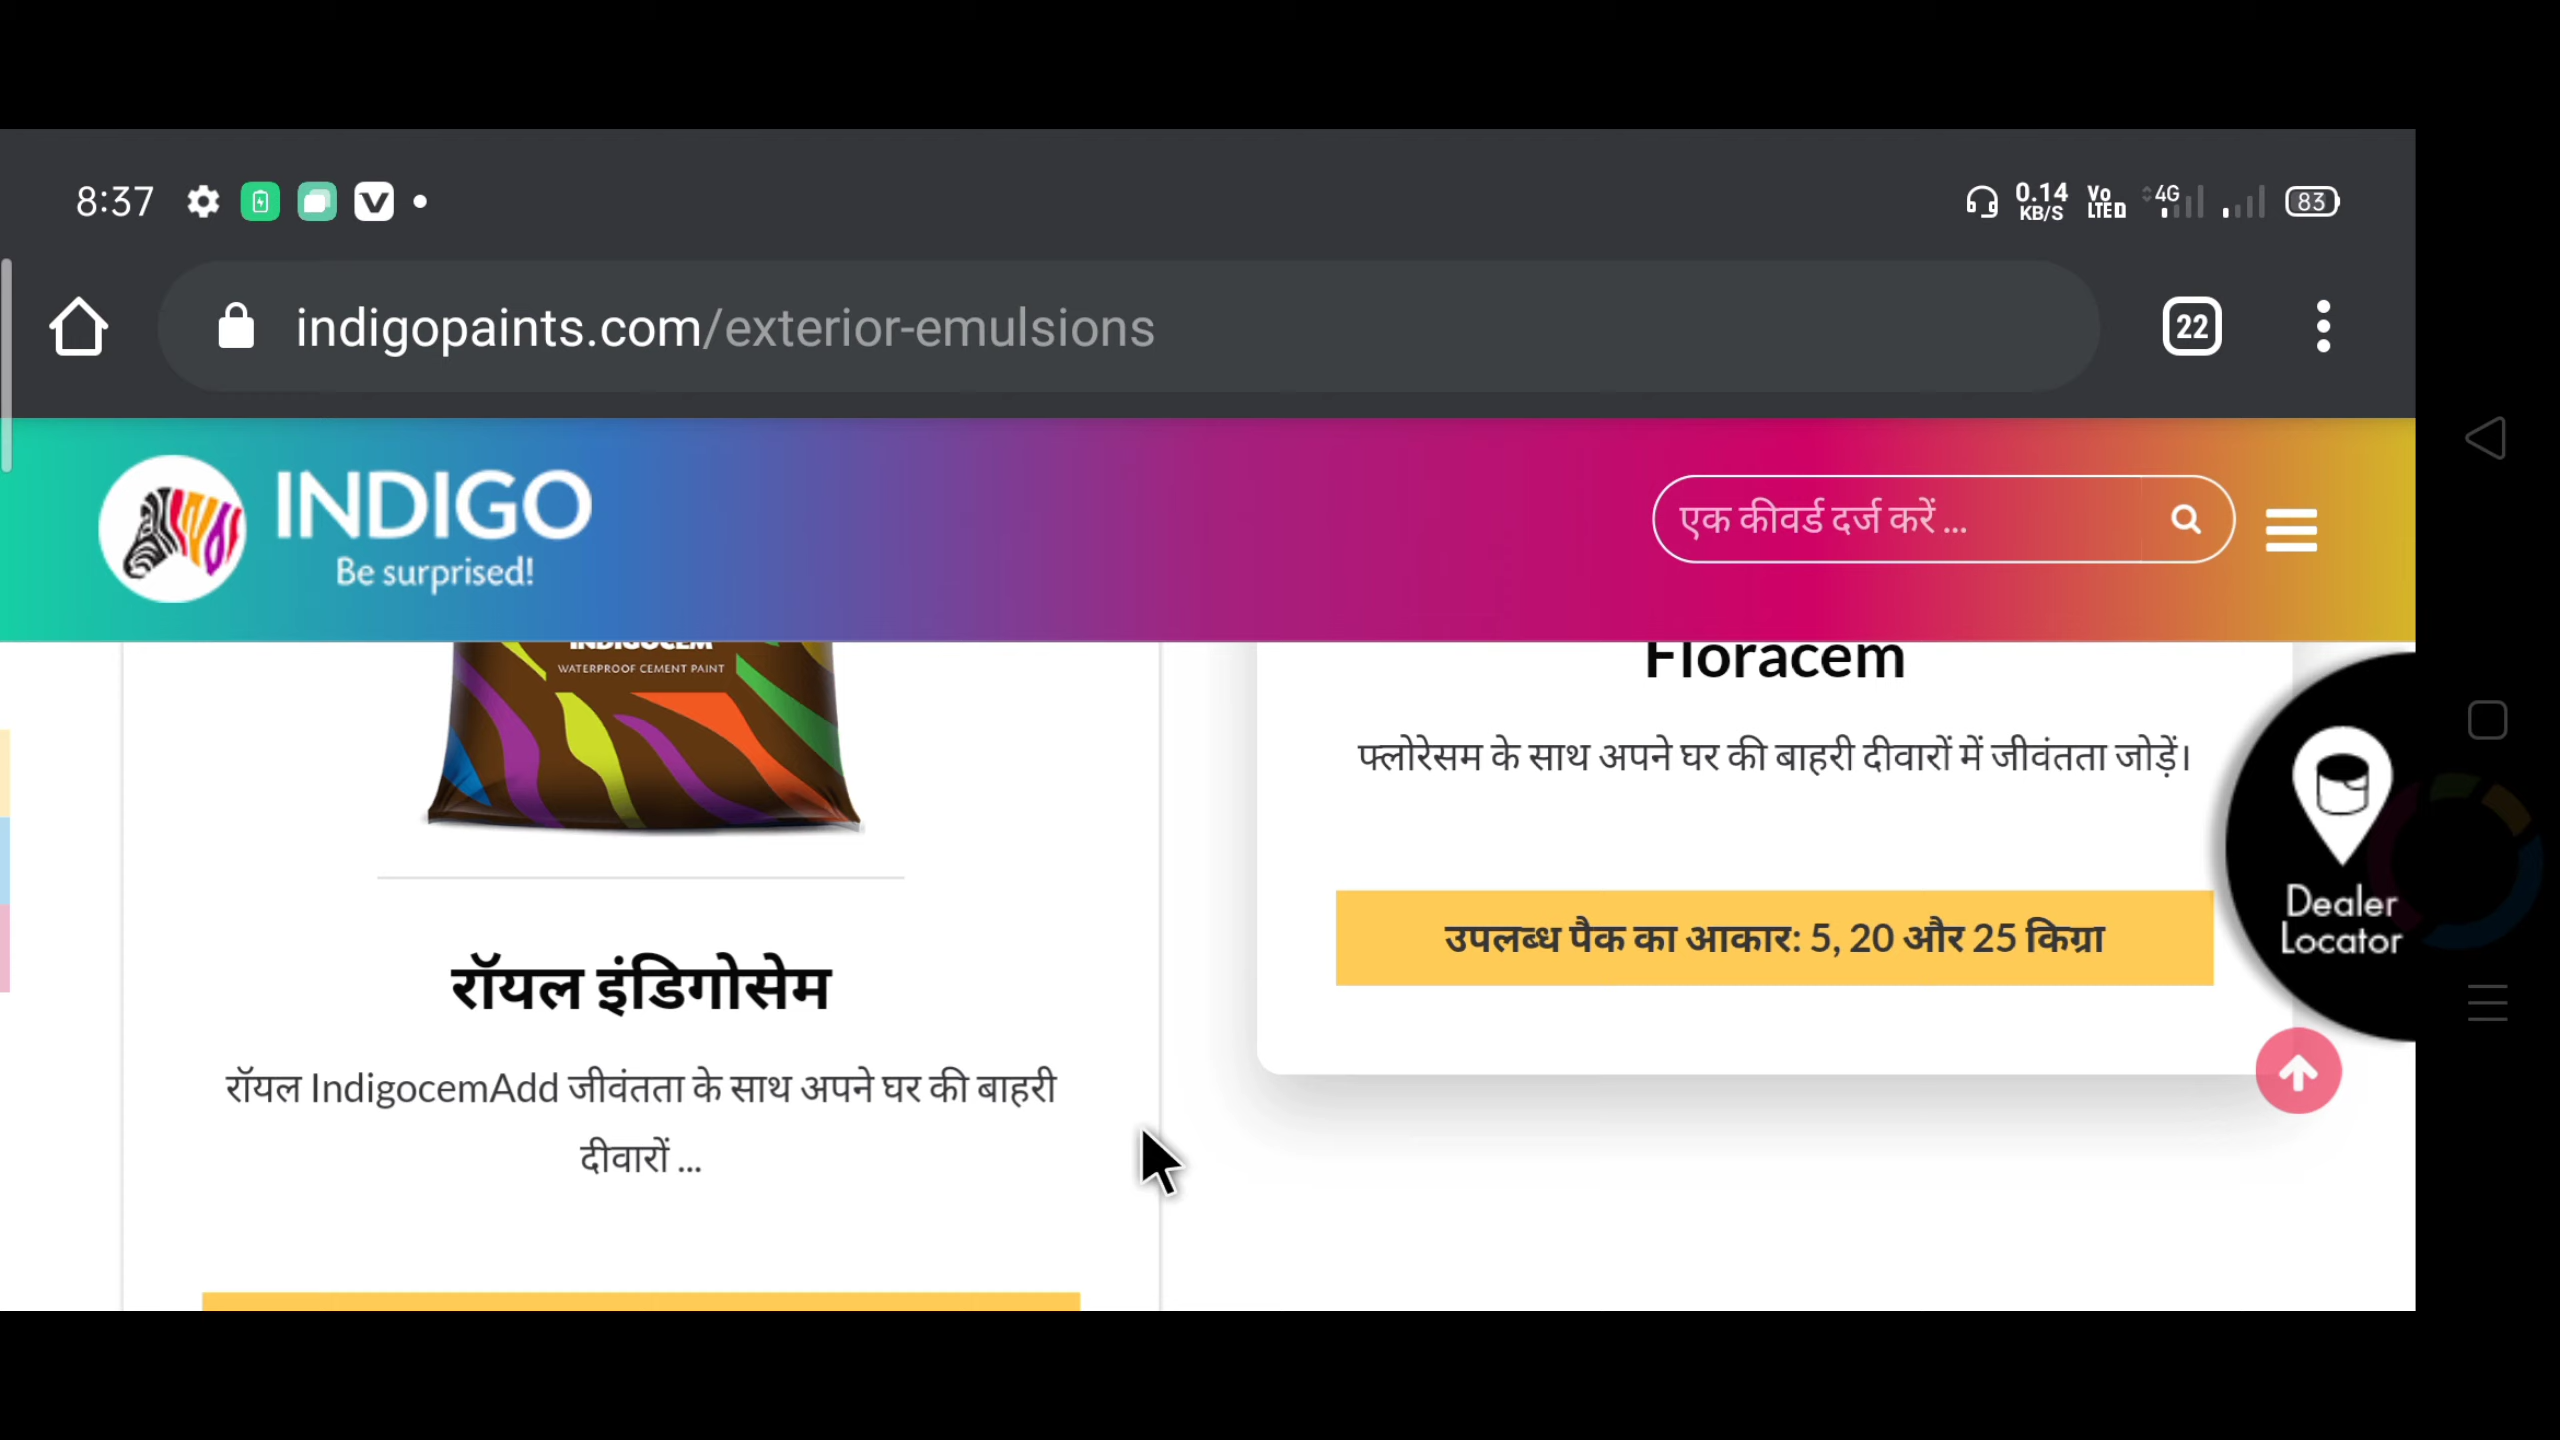 8:37
0.14 KB/S
Vo LTE
4G
83
indigopaints.com/exterior-emulsions
22
INDIGO
Be surprised!
एक कीवर्ड दर्ज करें ...
INDIGOCEM
WATERPROOF CEMENT PAINT
रॉयल इंडिगोसेम
रॉयल IndigocemAdd जीवंतता के साथ अपने घर की बाहरी
दीवारों ...
Floracem
फ्लोरेसम के साथ अपने घर की बाहरी दीवारों में जीवंतता जोड़ें।
उपलब्ध पैक का आकार: 5, 20 और 25 किग्रा
Dealer
Locator